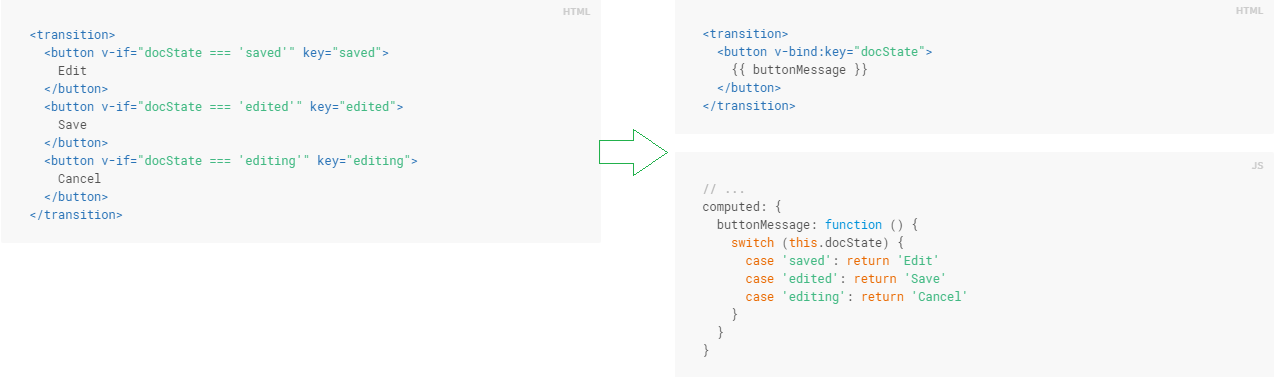 HTML
<transition>
  <button v-if="docState === 'saved'" key="saved">
    Edit
  </button>
  <button v-if="docState === 'edited'" key="edited">
    Save
  </button>
  <button v-if="docState === 'editing'" key="editing">
    Cancel
  </button>
</transition>
HTML
<transition>
  <button v-bind:key="docState">
    {{ buttonMessage }}
  </button>
</transition>
JS
// ...
computed: {
  buttonMessage: function () {
    switch (this.docState) {
      case 'saved': return 'Edit'
      case 'edited': return 'Save'
      case 'editing': return 'Cancel'
    }
  }
}